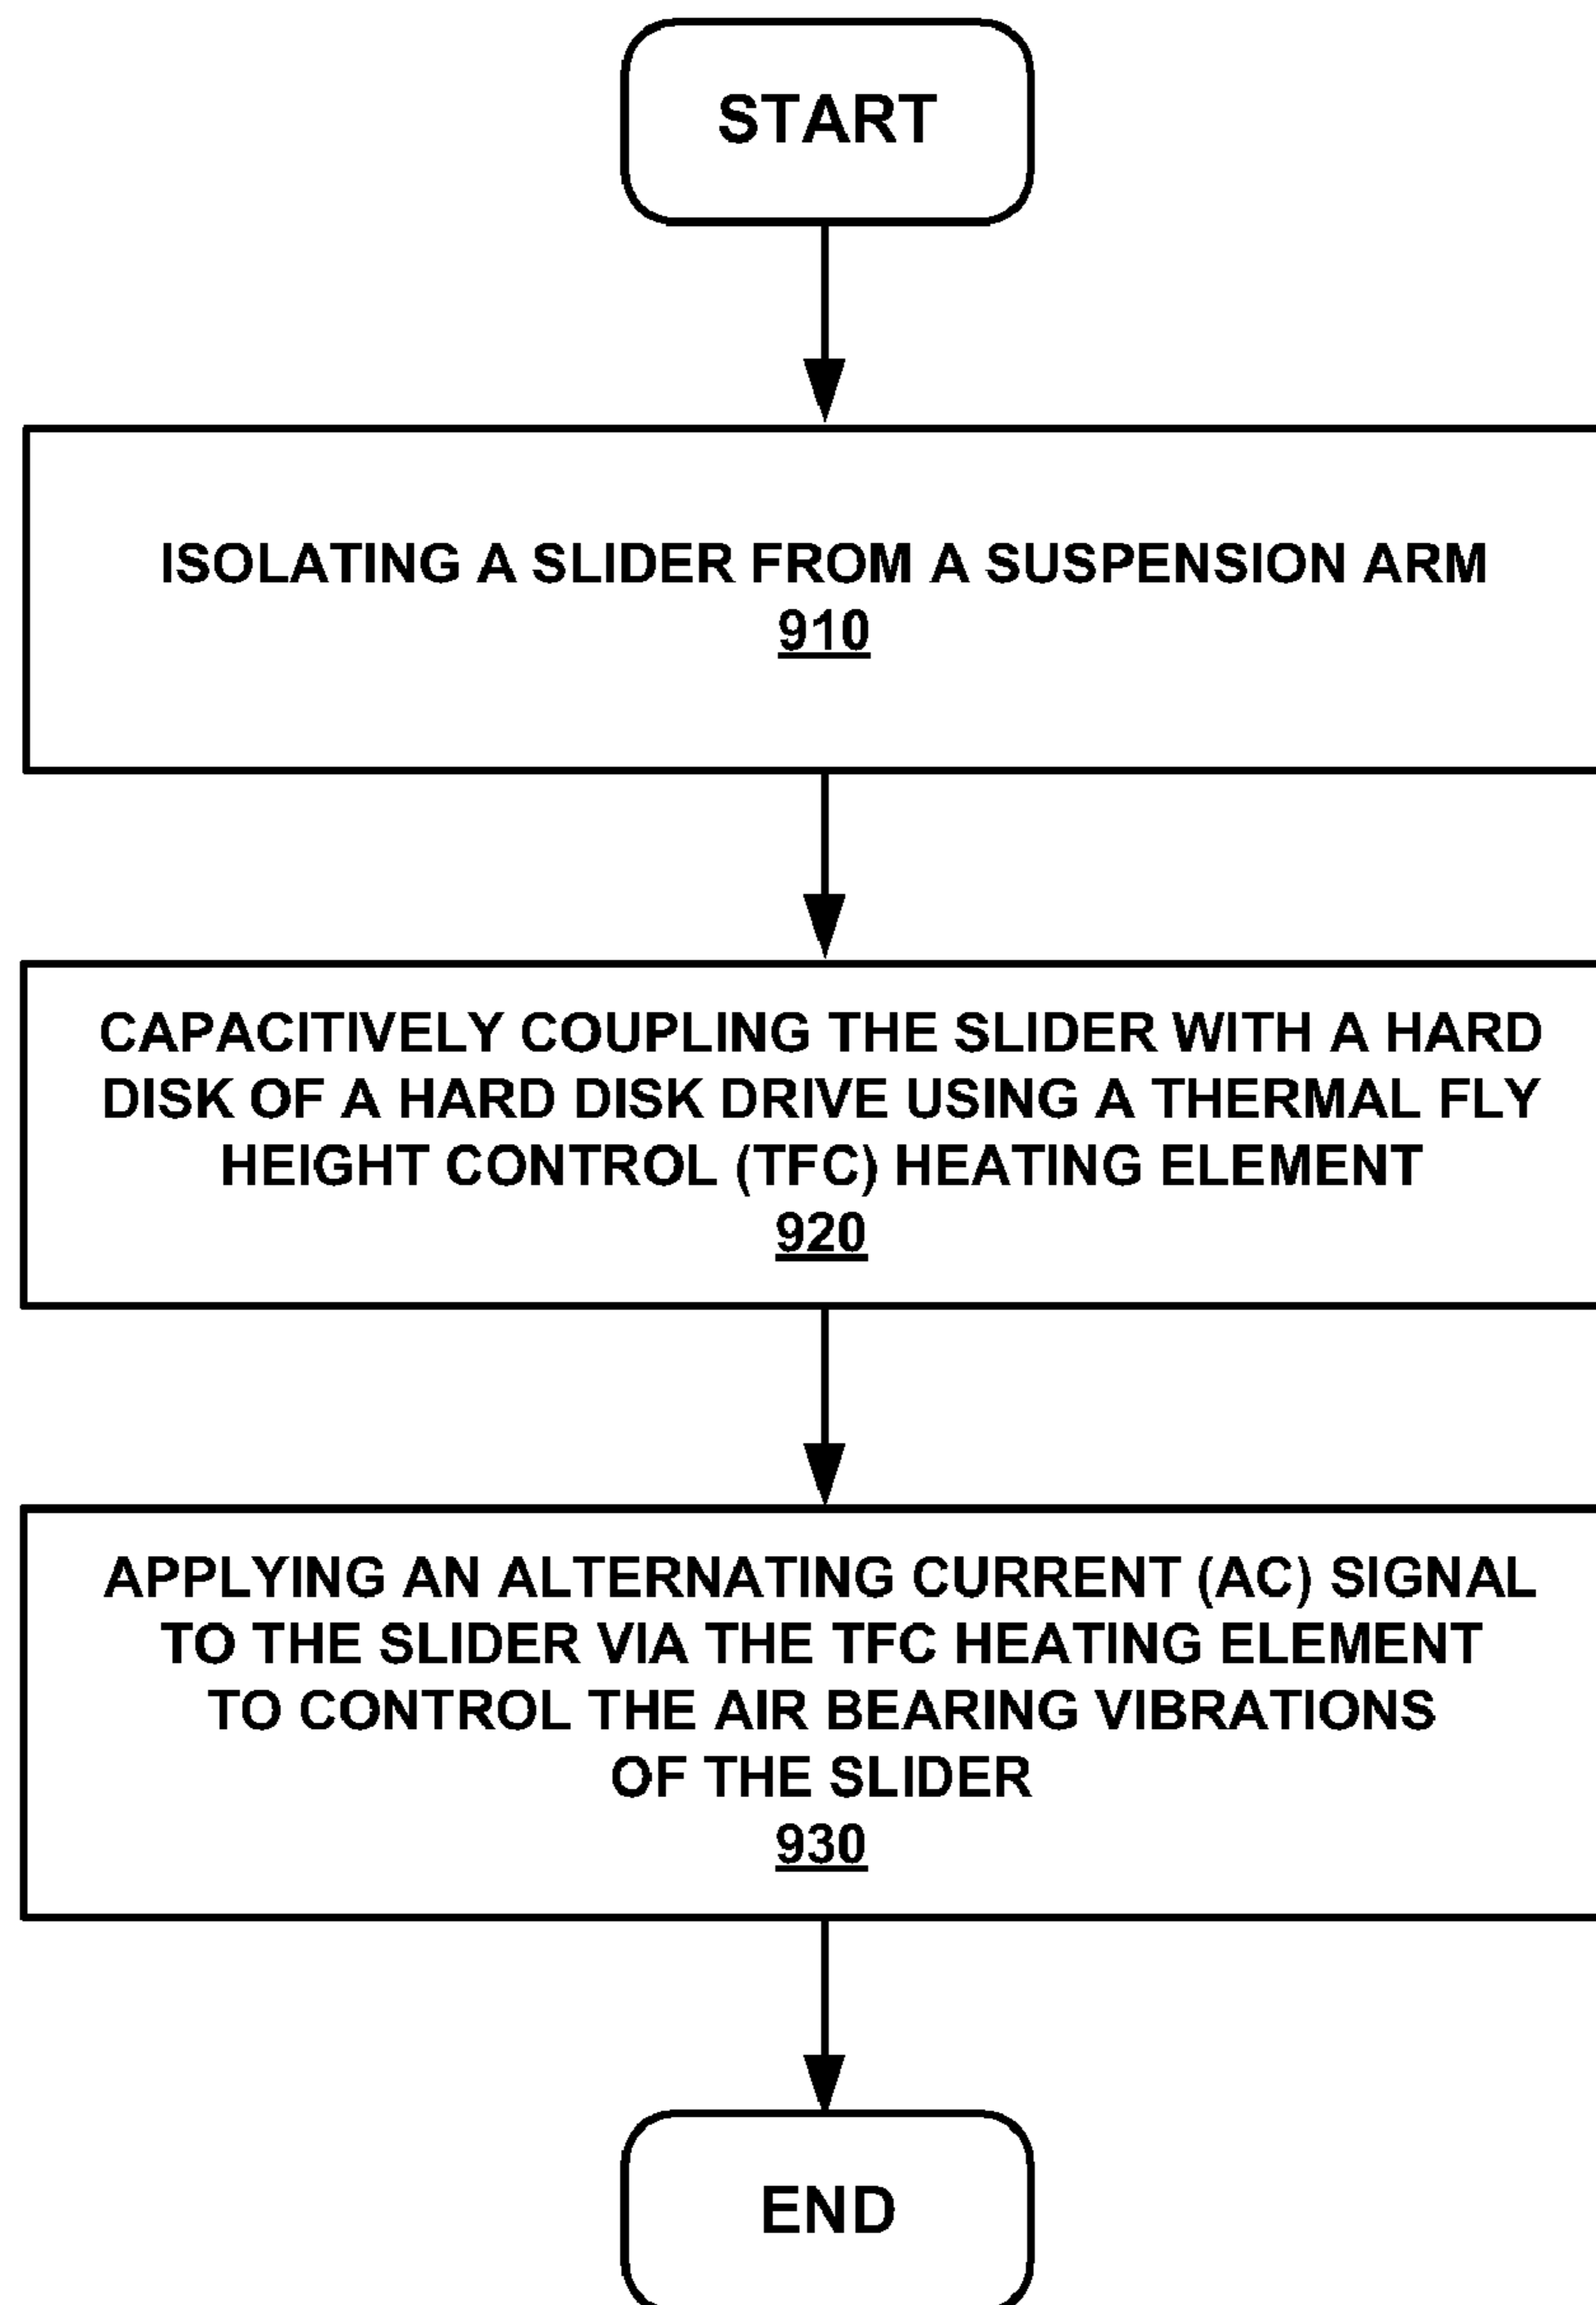 START
ISOLATING A SLIDER FROM A SUSPENSION ARM
910
CAPACITIVELY COUPLING THE SLIDER WITH A HARD
DISK OF A HARD DISK DRIVE USING A THERMAL FLY
HEIGHT CONTROL (TFC) HEATING ELEMENT
920
APPLYING AN ALTERNATING CURRENT (AC) SIGNAL
TO THE SLIDER VIA THE TFC HEATING ELEMENT
TO CONTROL THE AIR BEARING VIBRATIONS
OF THE SLIDER
930
END